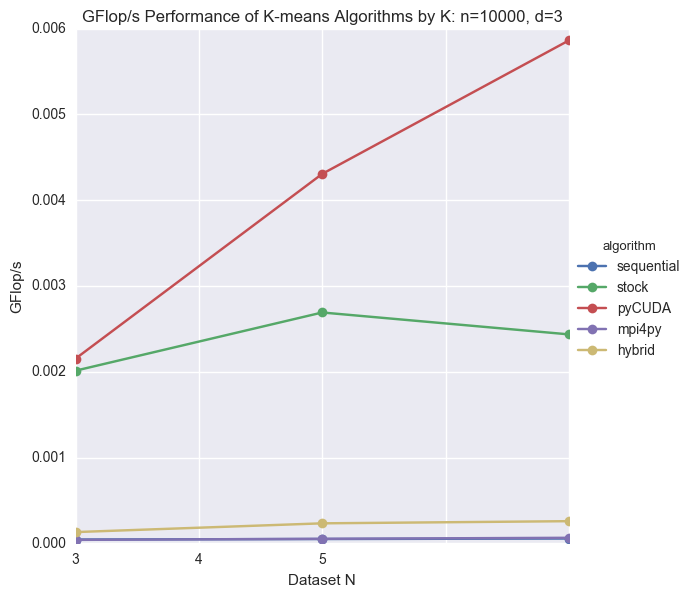 GFlop/s Performance of K-means Algorithms by K: n=10000, d=3
0.006
0.005
0.004
0.003
0.002
0.001
0.000
GFlop/s
3 4 5
Dataset N
algorithm
sequential
stock
pyCUDA
mpi4py
hybrid